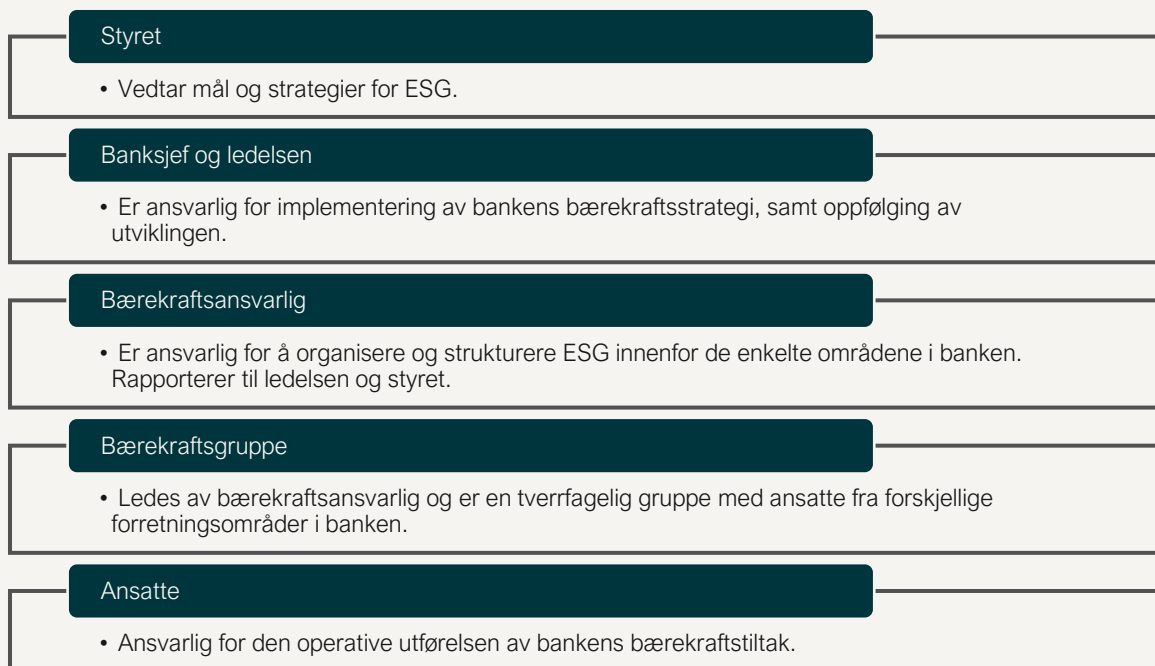 Styret
• Vedtar mål og strategier for ESG.
Banksjef og ledelsen
• Er ansvarlig for implementering av bankens bærekraftsstrategi, samt oppfølging av
utviklingen.
Bærekraftsansvarlig
• Er ansvarlig for å organisere og strukturere ESG innenfor de enkelte områdene i banken.
Rapporterer til ledelsen og styret.
Bærekraftsgruppe
• Ledes av bærekraftsansvarlig og er en tverrfagelig gruppe med ansatte fra forskjellige
forretningsområder i banken.
Ansatte
• Ansvarlig for den operative utførelsen av bankens bærekraftstiltak.